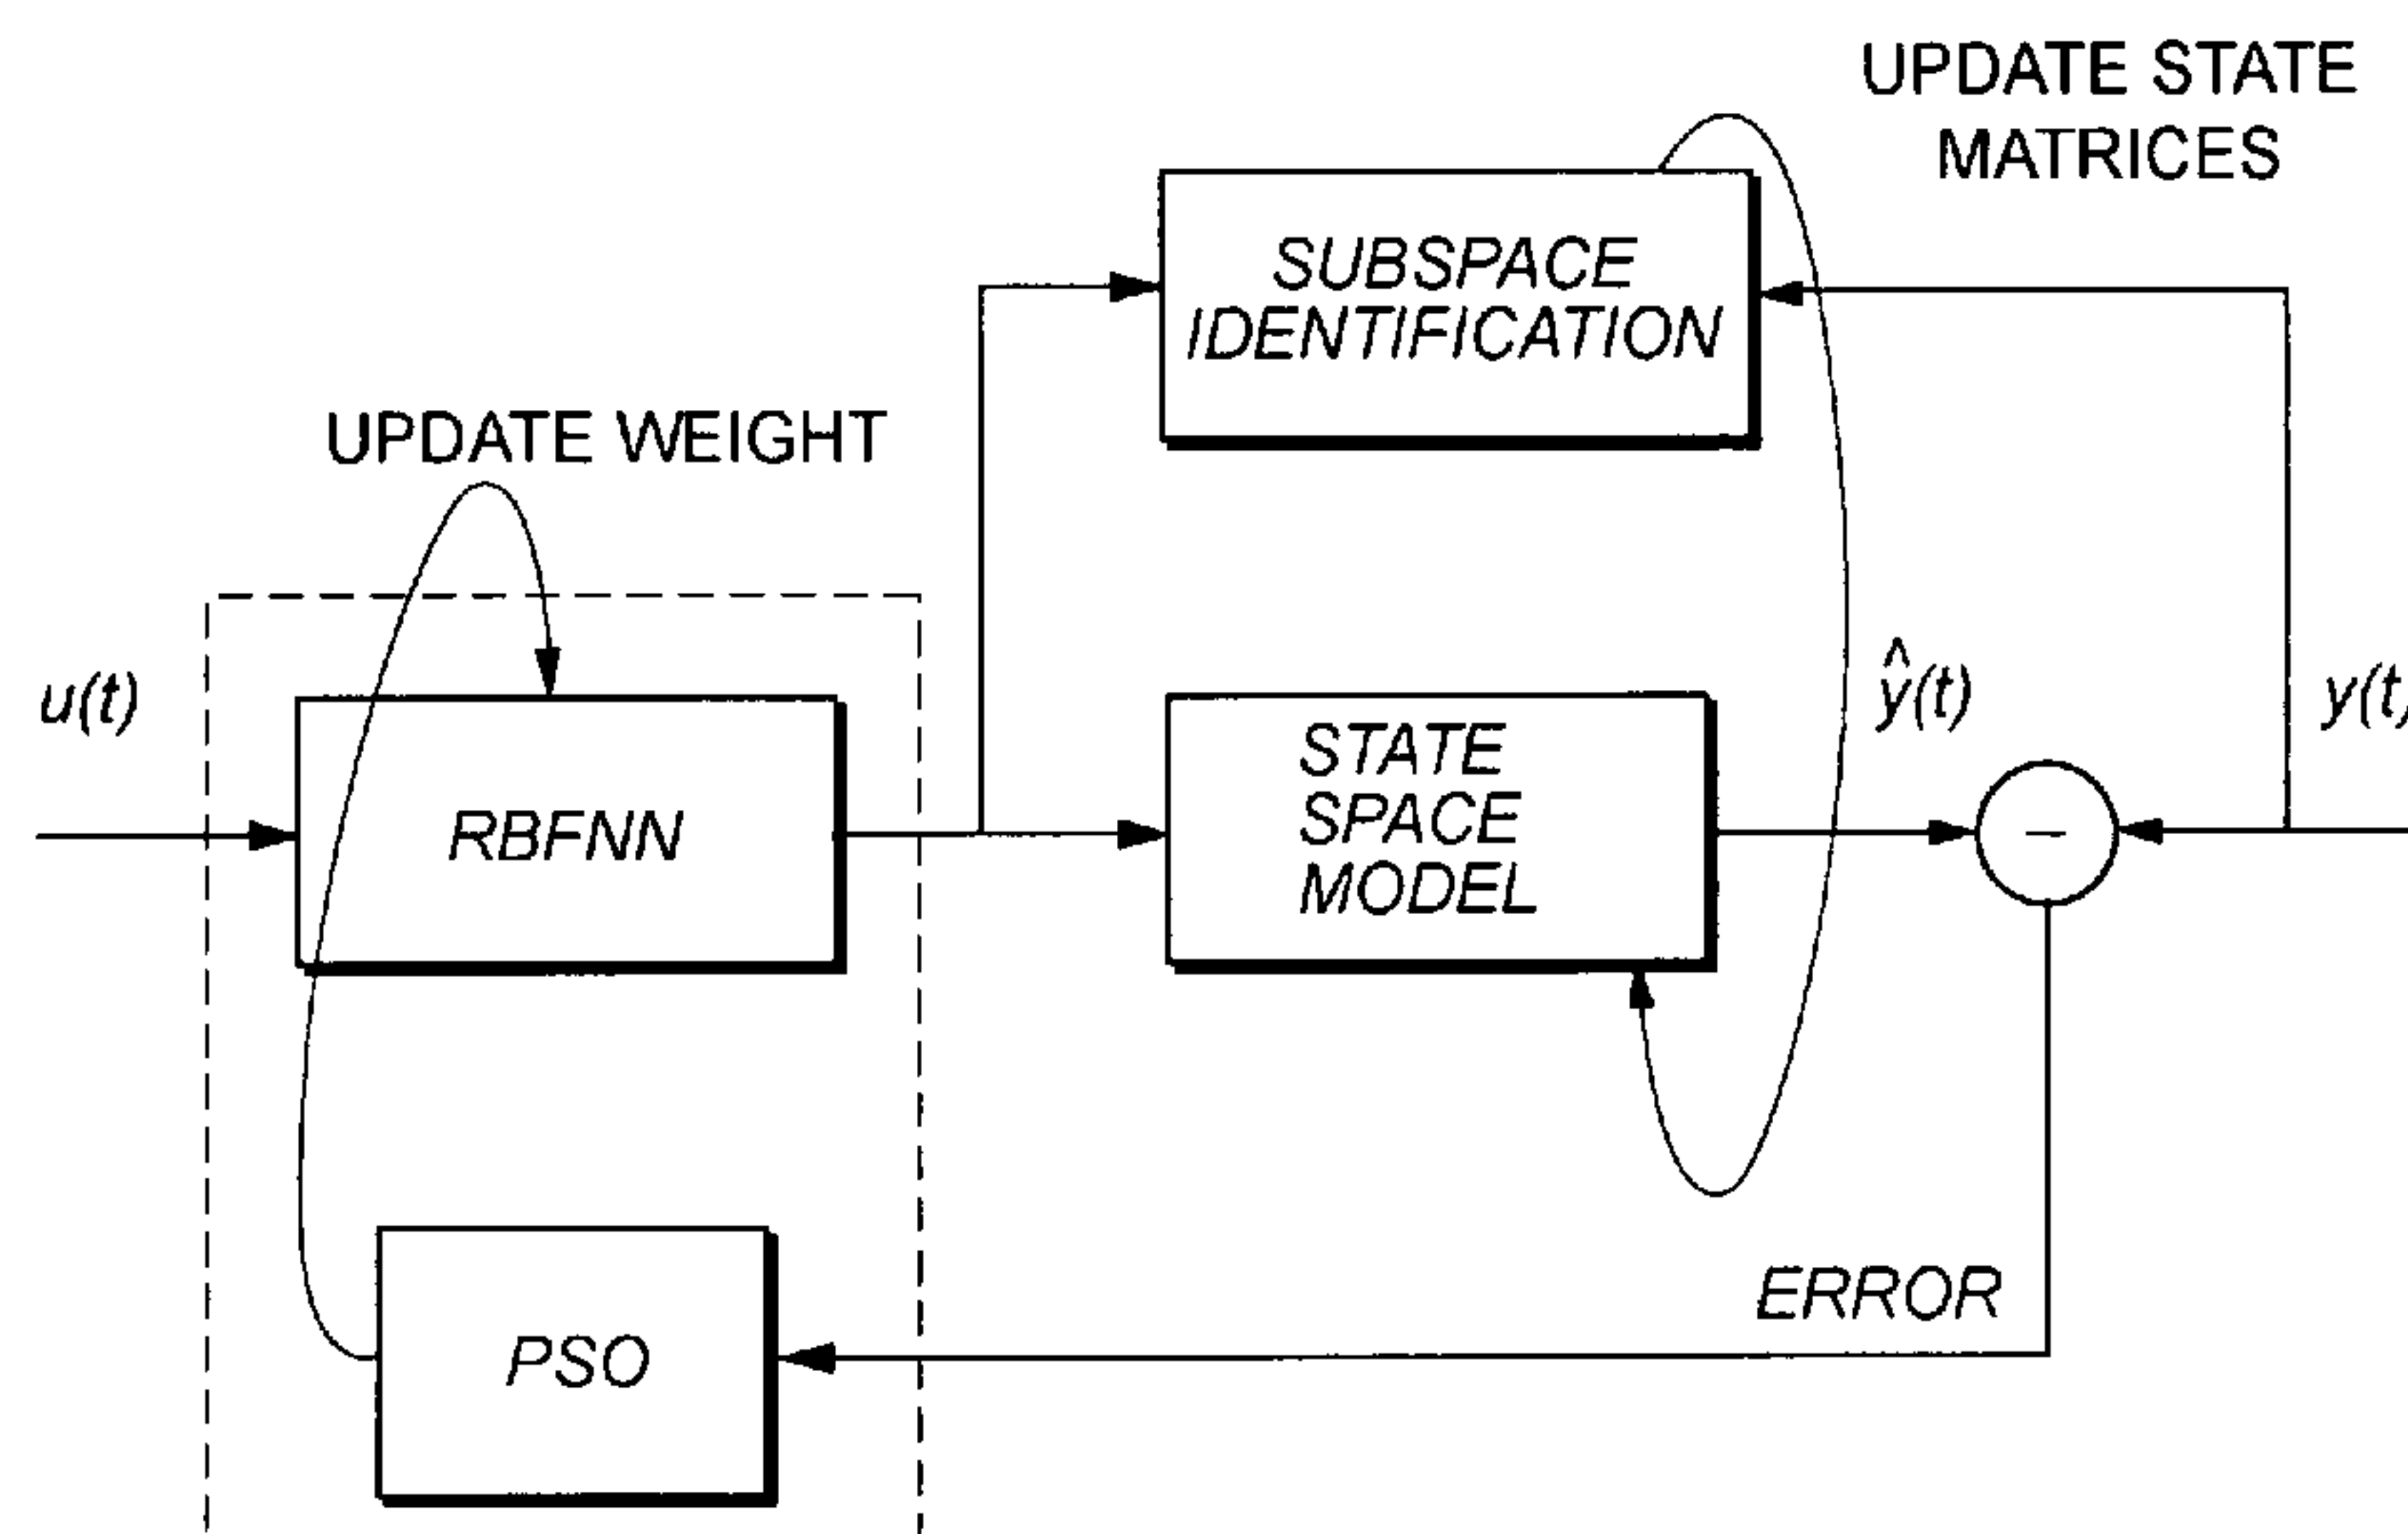 UPDATE STATE
MATRICES
SUBSPACE
IDENTIFICATION
UPDATE WEIGHT
u(t)
RBFNN
STATE
SPACE
MODEL
ŷ(t)
–
y(t
ERROR
PSO